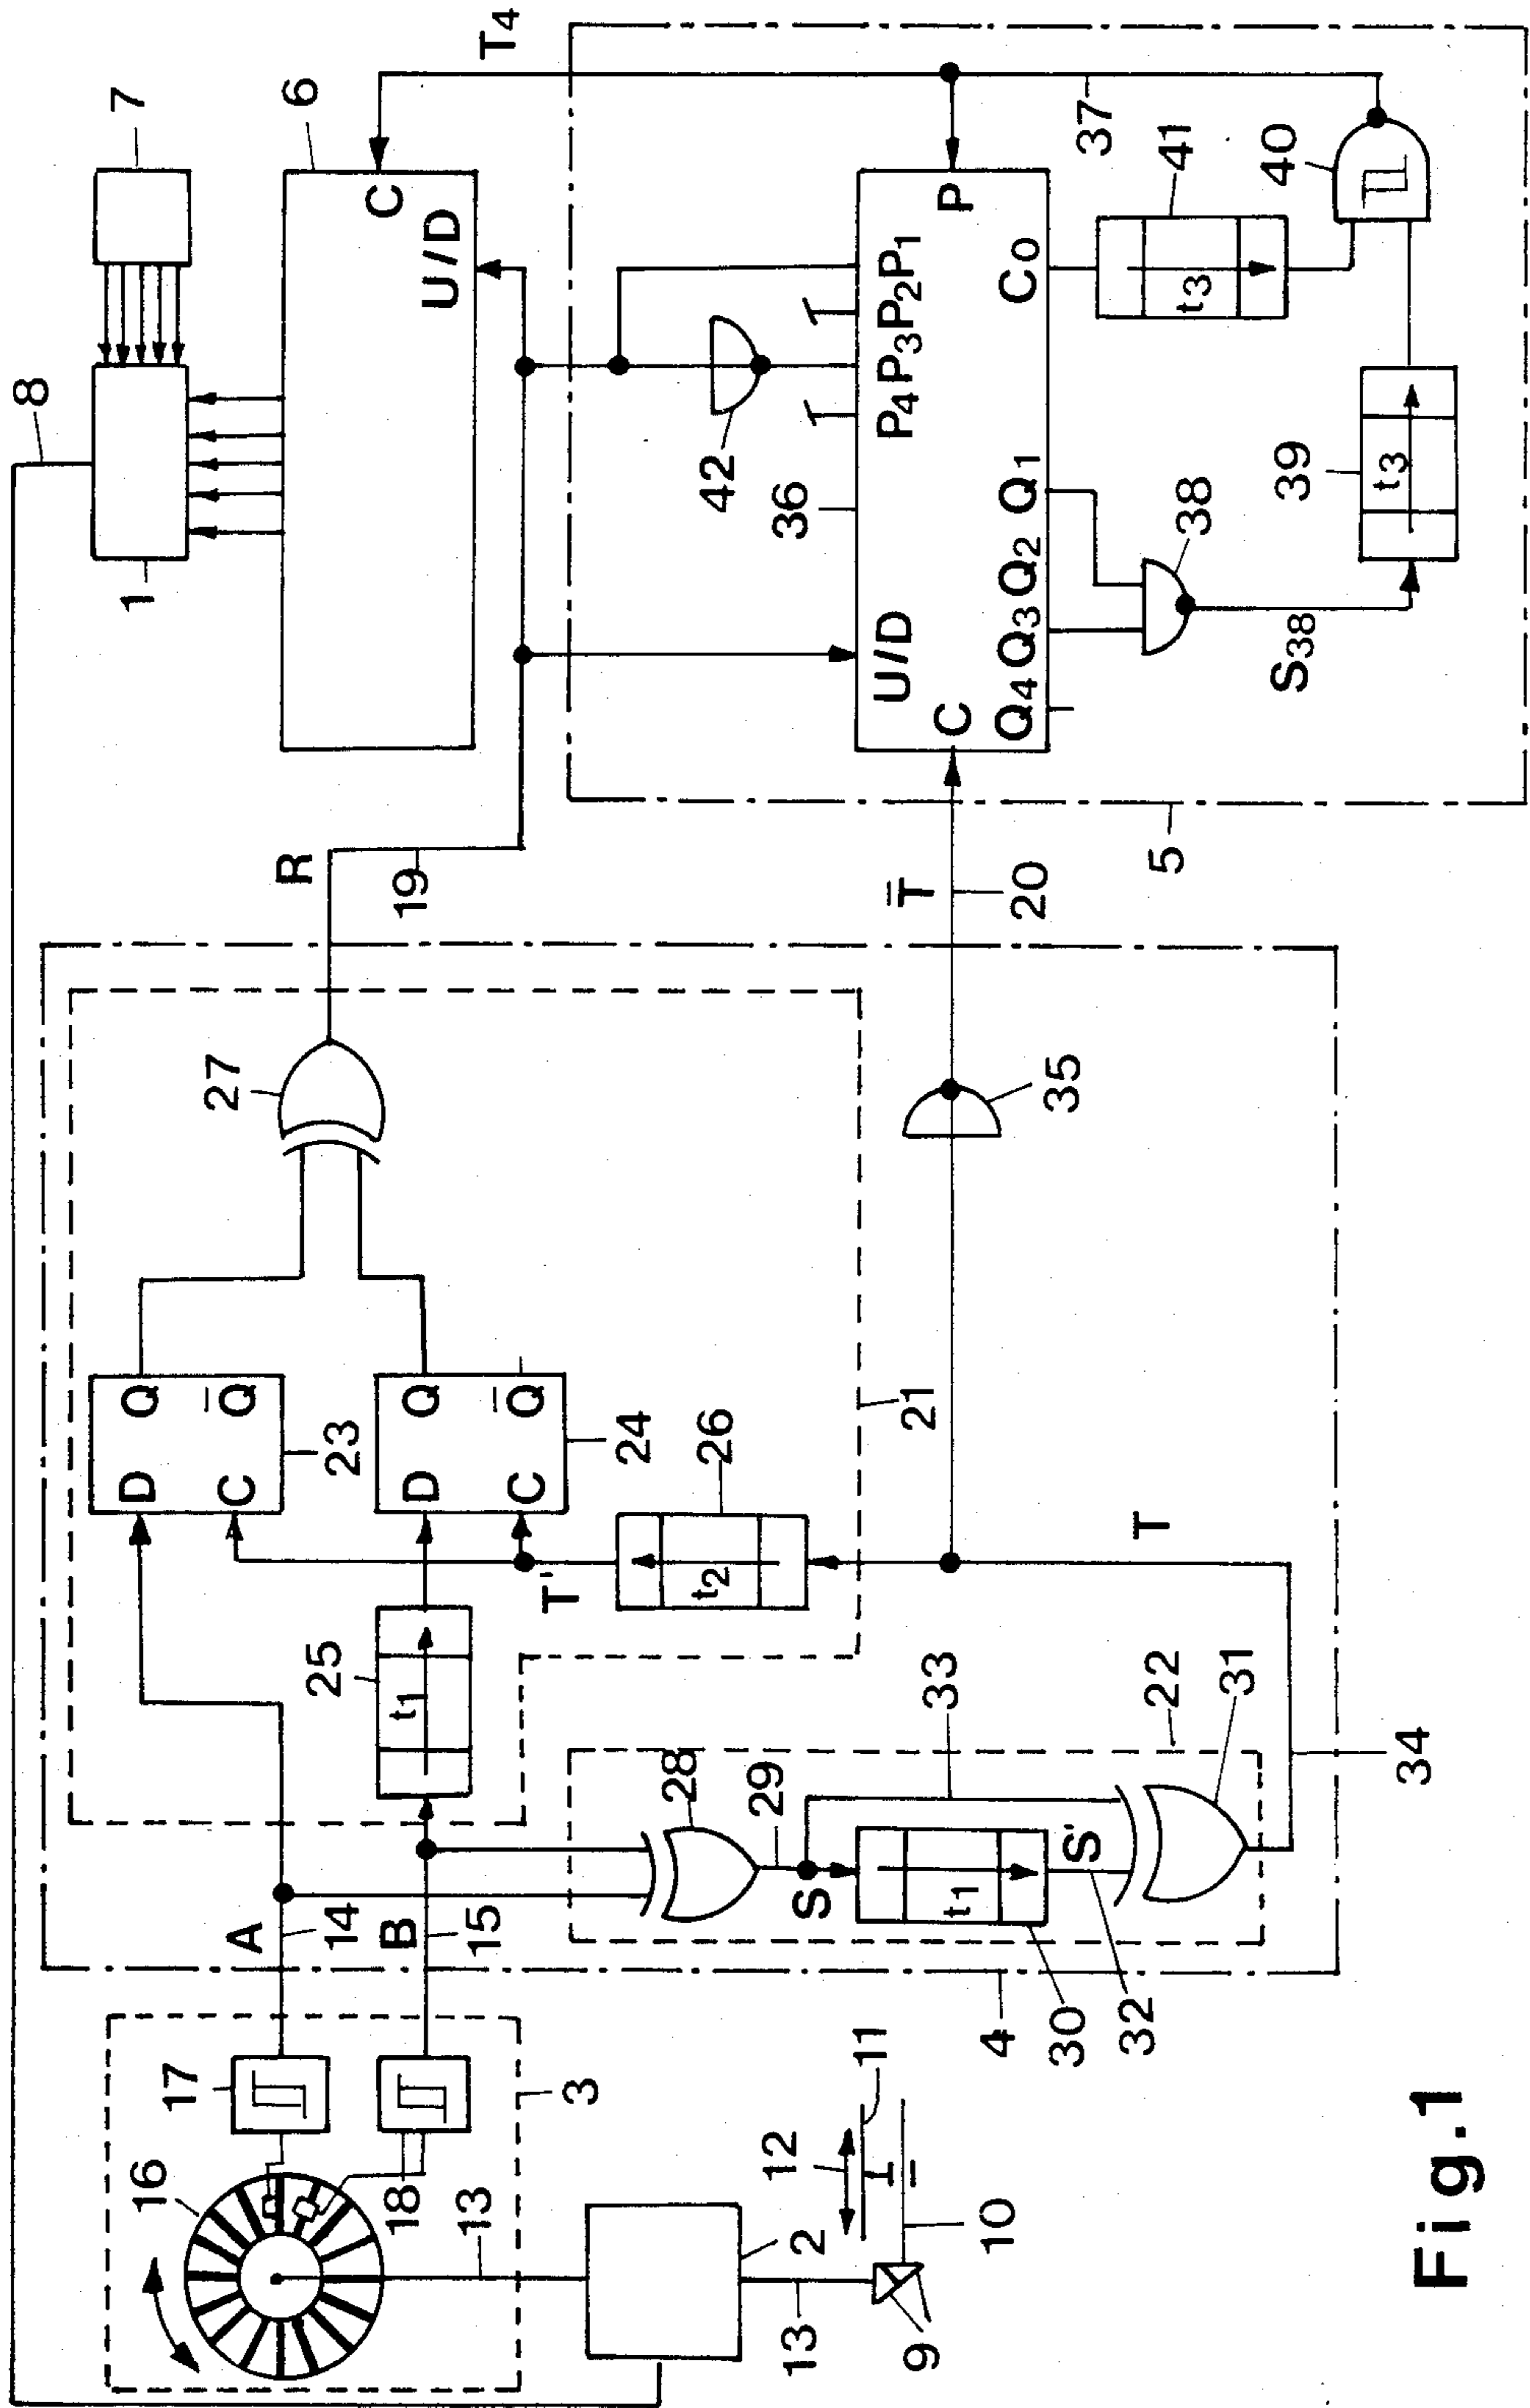 8
7
1
6
C
U/D
T4
R
19
27
D Q
C Q̅
23
D Q
C Q̅
24
25
t1
T'
26
t2
21
A
14
B
15
28
29
S
33
t1
S'
30
32
22
31
4
34
T
35
T̅
20
5
42
36
P4 P3 P2 P1
U/D
P
C
Q4 Q3 Q2 Q1
C0
37
38
S38
39
t3
41
t3
40
16
17
18
3
13
2
13
9
10
11
12
Fig.1